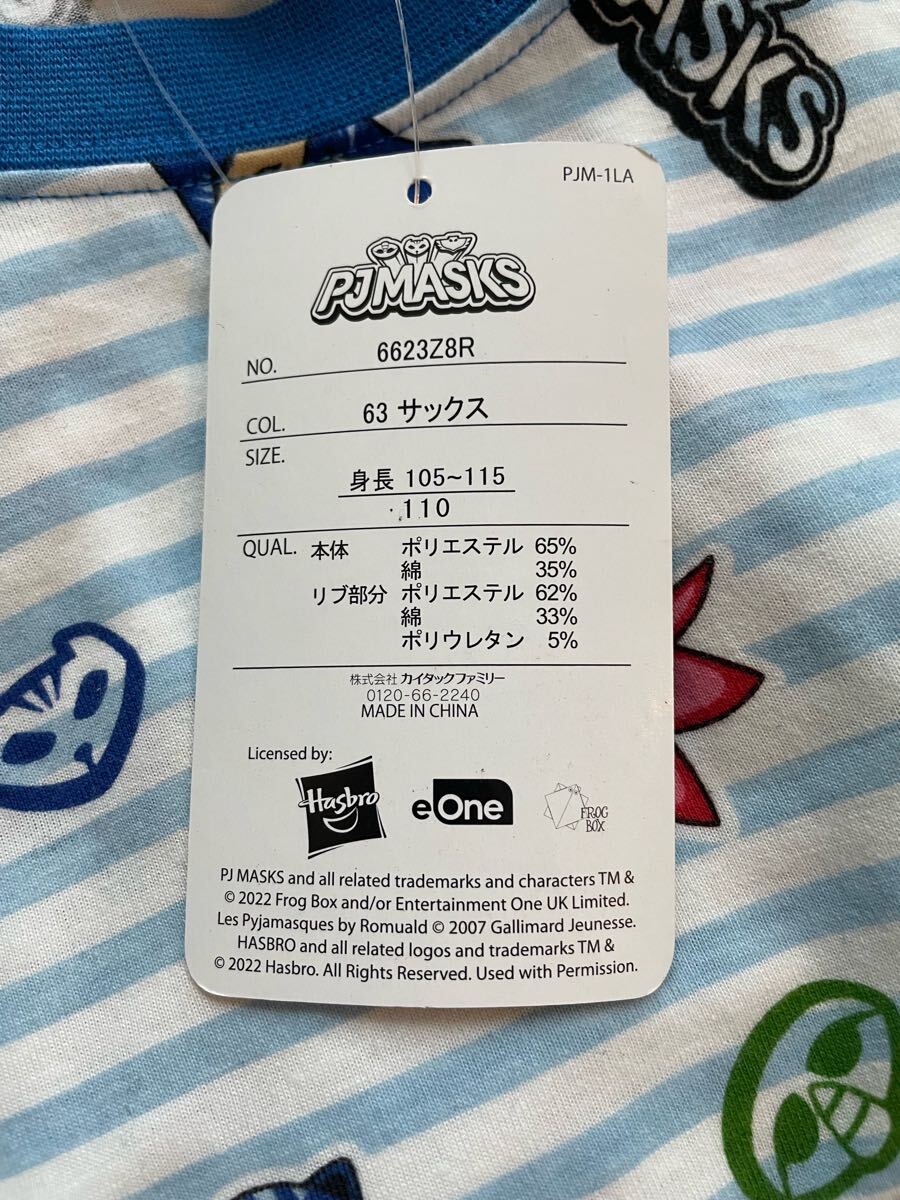 MASKS
PJM-1LA
PJMASKS
NO. 6623Z8R
COL. 63 サックス
SIZE.
身長 105~115
110
QUAL. 本体 ポリエステル 65%
綿 35%
リブ部分 ポリエステル 62%
綿 33%
ポリウレタン 5%
株式会社 カイタックファミリー
0120-66-2240
MADE IN CHINA
Licensed by:
Hasbro
eOne
FROG
BOX
PJ MASKS and all related trademarks and characters TM &
© 2022 Frog Box and/or Entertainment One UK Limited.
Les Pyjamasques by Romuald © 2007 Gallimard Jeunesse.
HASBRO and all related logos and trademarks TM &
© 2022 Hasbro. All Rights Reserved. Used with Permission.